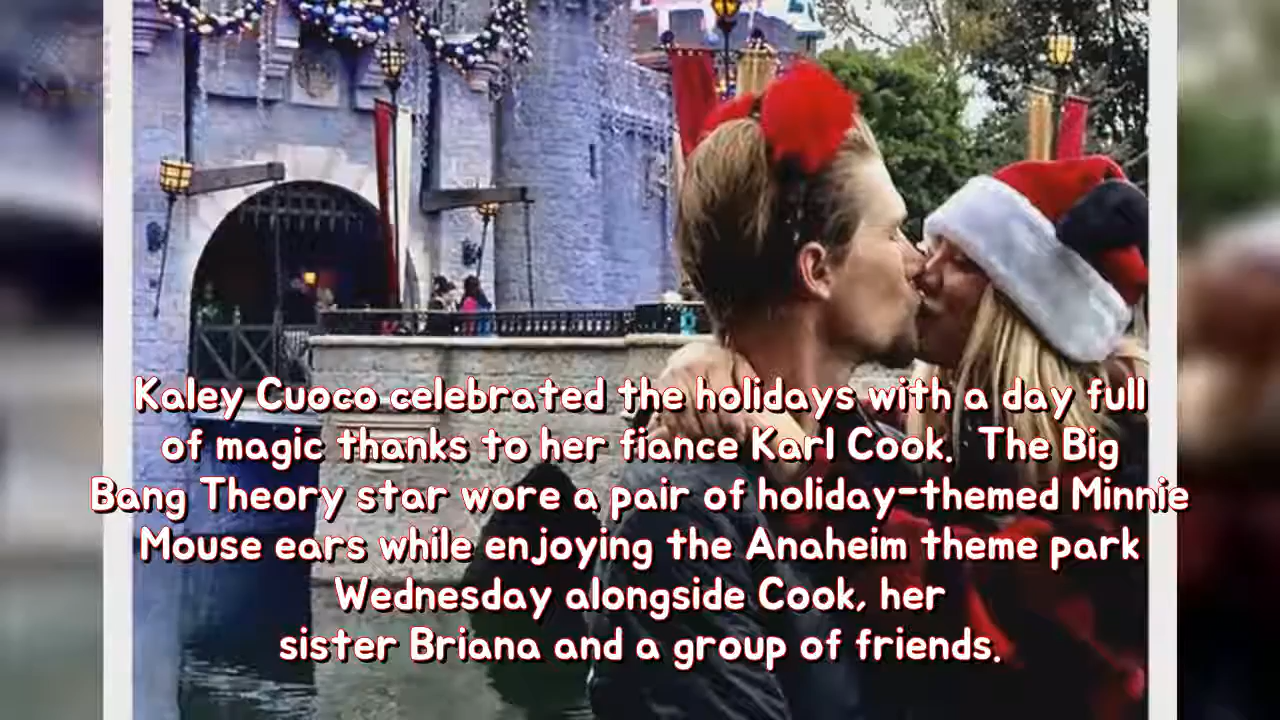 Kaley Cuoco celebrated the holidays with a day full
of magic thanks to her fiance Karl Cook.  The Big
Bang Theory star wore a pair of holiday-themed Minnie
Mouse ears while enjoying the Anaheim theme park
Wednesday alongside Cook, her
sister Briana and a group of friends.